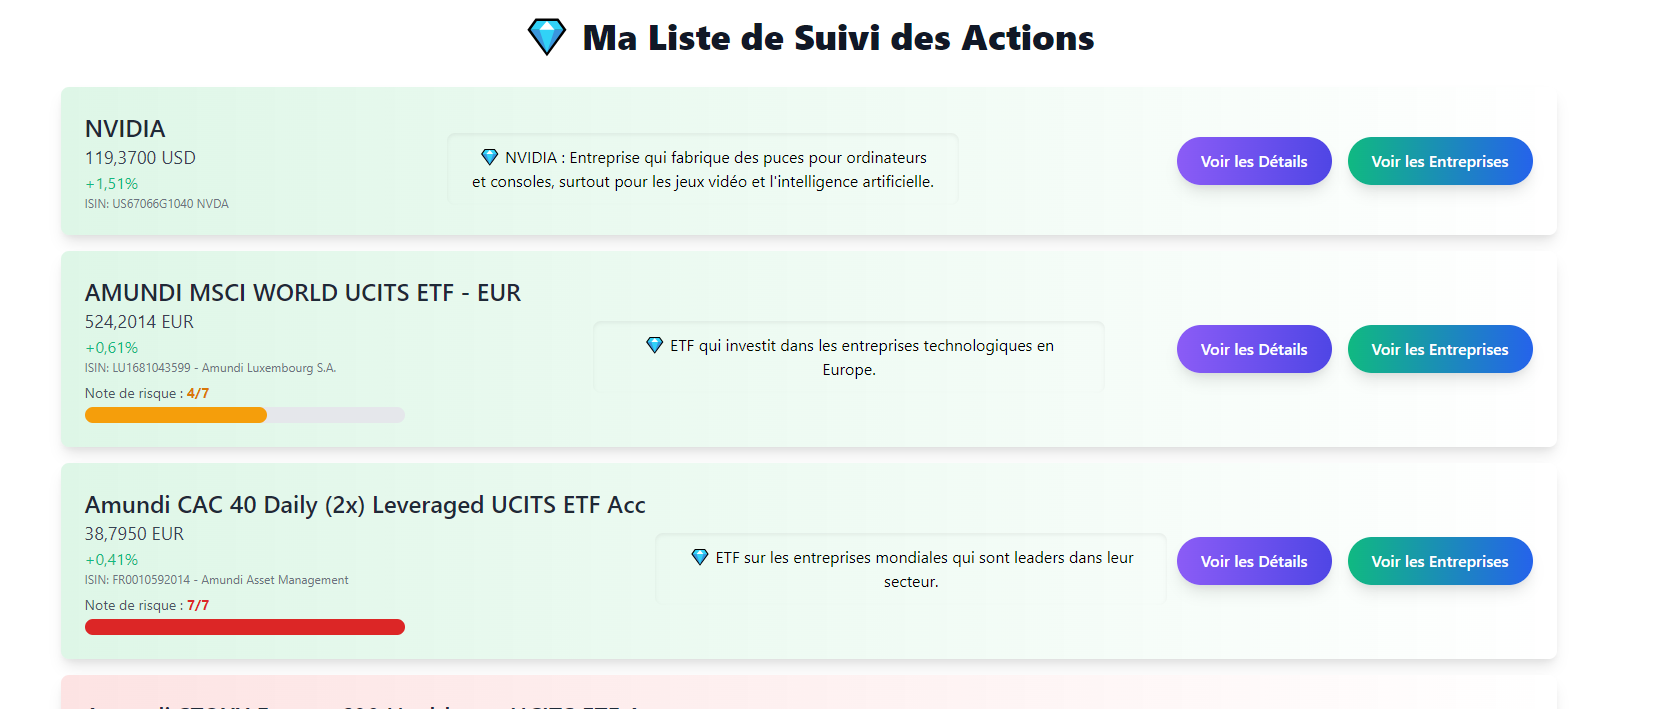 Ma Liste de Suivi des Actions
NVIDIA
119,3700 USD
+1,51%
ISIN: US67066G1040 NVDA
NVIDIA : Entreprise qui fabrique des puces pour ordinateurs
et consoles, surtout pour les jeux vidéo et l'intelligence artificielle.
Voir les Détails
Voir les Entreprises
AMUNDI MSCI WORLD UCITS ETF - EUR
524,2014 EUR
+0,61%
ISIN: LU1681043599 - Amundi Luxembourg S.A.
Note de risque : 4/7
ETF qui investit dans les entreprises technologiques en
Europe.
Voir les Détails
Voir les Entreprises
Amundi CAC 40 Daily (2x) Leveraged UCITS ETF Acc
38,7950 EUR
+0,41%
ISIN: FR0010592014 - Amundi Asset Management
Note de risque : 7/7
ETF sur les entreprises mondiales qui sont leaders dans leur
secteur.
Voir les Détails
Voir les Entreprises